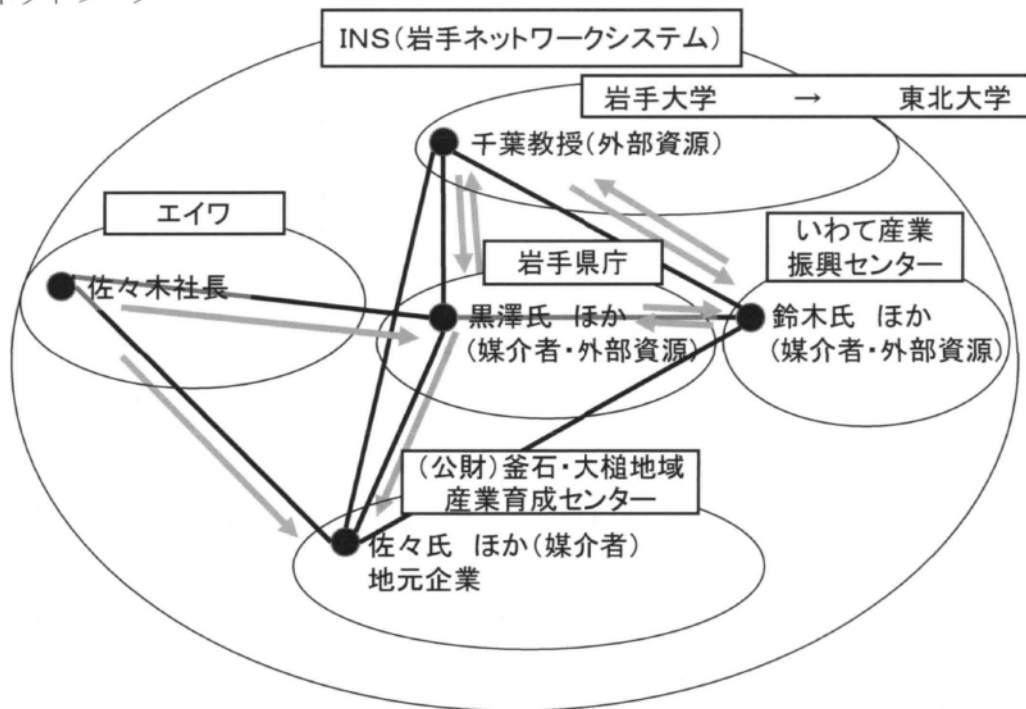 INS(岩手ネットワークシステム)
岩手大学 → 東北大学
千葉教授(外部資源)
エイワ
佐々木社長
岩手県庁
黒澤氏 ほか
(媒介者・外部資源)
いわて産業
振興センター
鈴木氏 ほか
(媒介者・外部資源)
(公財)釜石・大槌地域
産業育成センター
佐々氏 ほか(媒介者)
地元企業